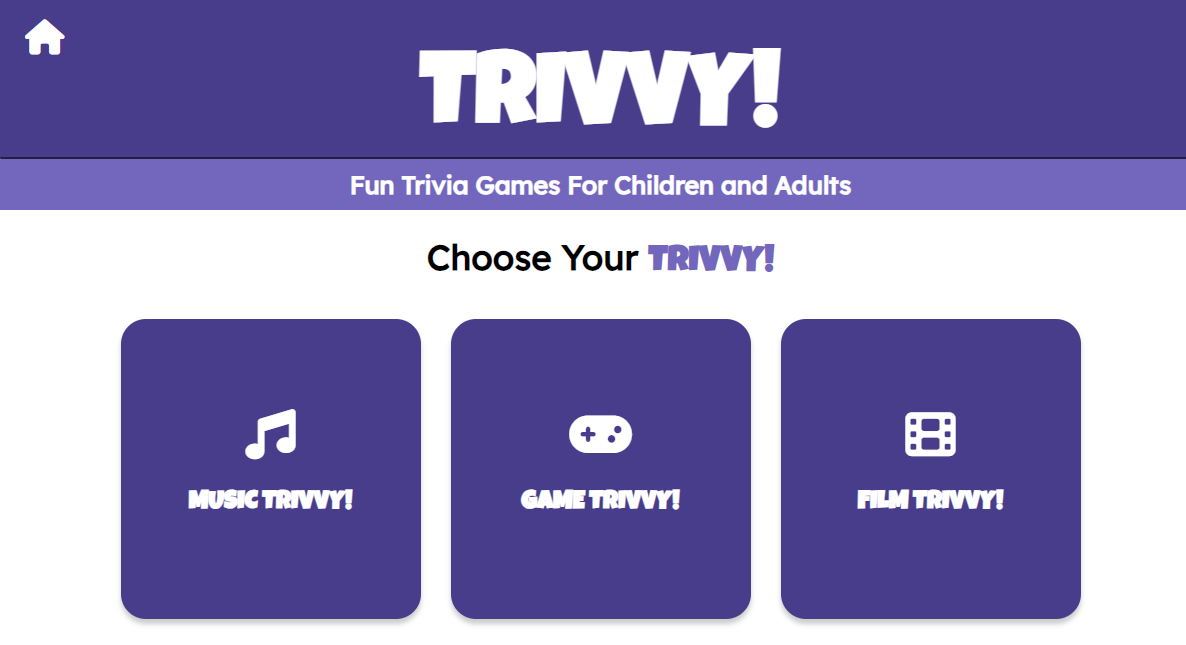 TRIVVY!
Fun Trivia Games For Children and Adults
Choose Your TRIVVY!
MUSIC TRIVVY!
GAME TRIVVY!
FILM TRIVVY!